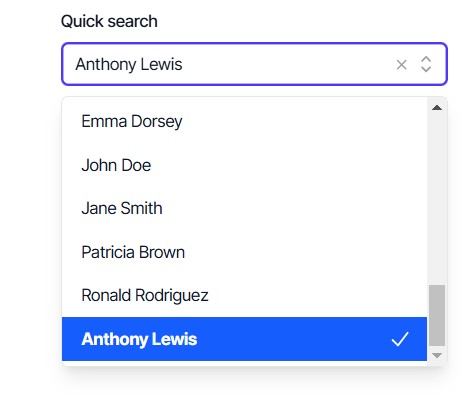 Quick search
Anthony Lewis
Emma Dorsey
John Doe
Jane Smith
Patricia Brown
Ronald Rodriguez
Anthony Lewis